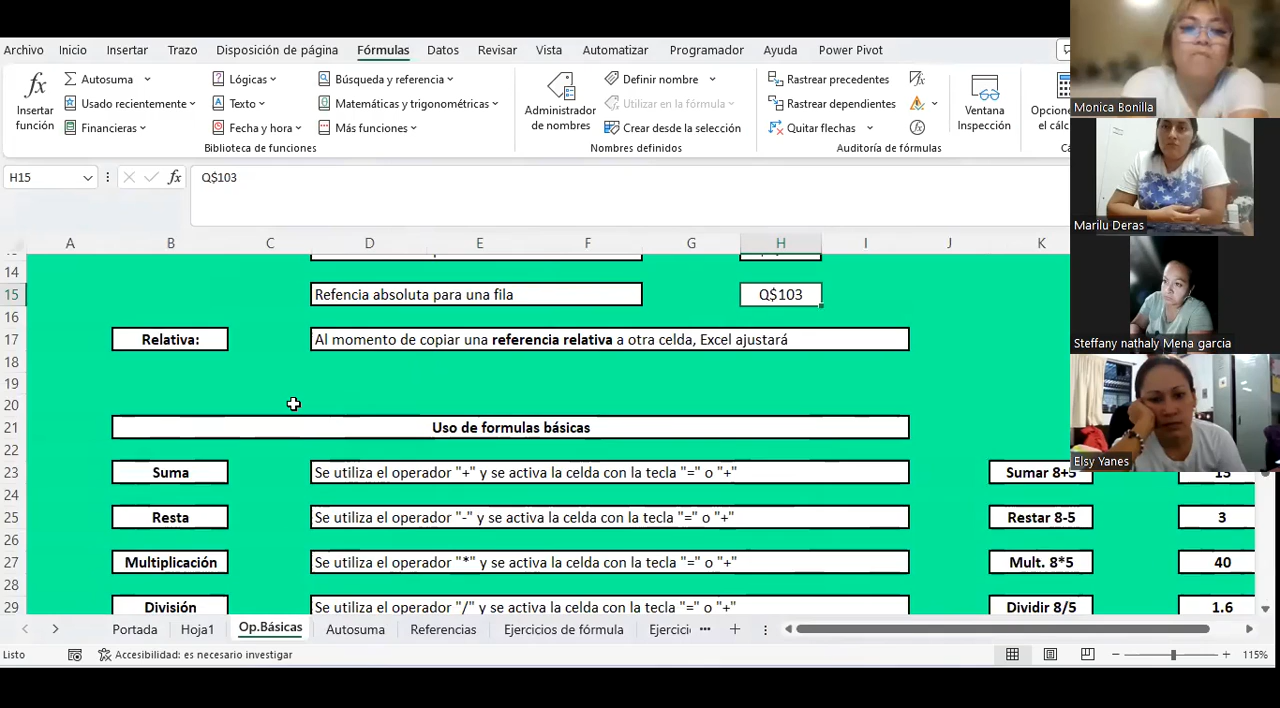 Archivo Inicio Insertar Trazo Disposición de página Fórmulas Datos Revisar Vista Automatizar Programador Ayuda Power Pivot
fx Insertar función
Autosuma
Usado recientemente
Financieras
Lógicas
Texto
Fecha y hora
Búsqueda y referencia
Matemáticas y trigonométricas
Más funciones
Biblioteca de funciones
Administrador de nombres
Definir nombre
Utilizar en la fórmula
Crear desde la selección
Nombres definidos
Rastrear precedentes
Rastrear dependientes
Quitar flechas
Auditoría de fórmulas
Ventana Inspección
Monica Bonilla
Marilu Deras
Steffany nathaly Mena garcia
Elsy Yanes
H15 fx Q$103
A B C D E F G H I J K
14
15 Refencia absoluta para una fila Q$103
16
17 Relativa: Al momento de copiar una referencia relativa a otra celda, Excel ajustará
18
19
20
21 Uso de formulas básicas
22
23 Suma Se utiliza el operador "+" y se activa la celda con la tecla "=" o "+" Sumar 8+5 13
24
25 Resta Se utiliza el operador "-" y se activa la celda con la tecla "=" o "+" Restar 8-5 3
26
27 Multiplicación Se utiliza el operador "*" y se activa la celda con la tecla "=" o "+" Mult. 8*5 40
28
29 División Se utiliza el operador "/" y se activa la celda con la tecla "=" o "+" Dividir 8/5 1.6
Portada Hoja1 Op.Básicas Autosuma Referencias Ejercicios de fórmula Ejercici
Listo Accesibilidad: es necesario investigar 115%